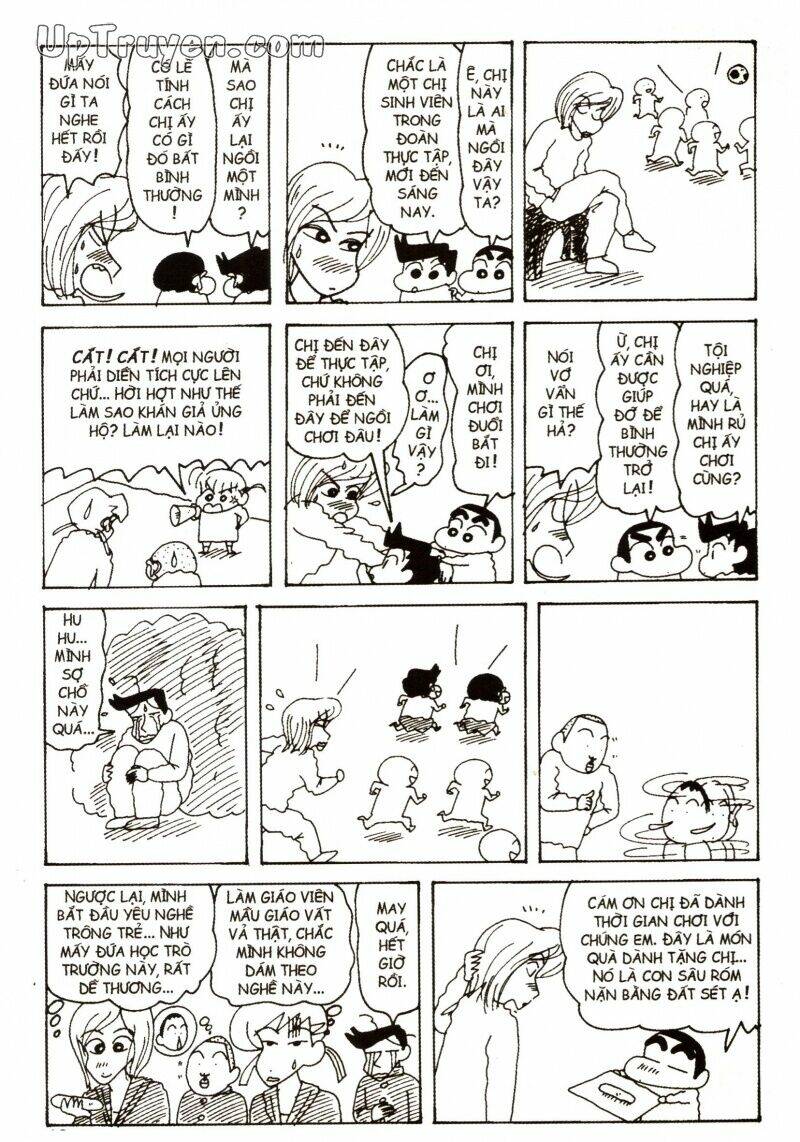 UpTruyen.com
Ê, CHỊ
NÀY
LÀ AI
MÀ
NGỒI
ĐÂY
VẬY
TA?
CHẮC LÀ
MỘT CHỊ
SINH VIÊN
TRONG
ĐOÀN
THỰC TẬP,
MỚI ĐẾN
SÁNG
NAY.
MÀ
SAO CHỊ
ẤY
LẠI
NGỒI
MỘT
MÌNH?
CÓ LẼ
TÍNH
CÁCH
CHỊ ẤY
CÓ GÌ
ĐÓ BẤT
BÌNH
THƯỜNG
!
MẤY
ĐỨA NÓI
GÌ TA
NGHE
HẾT RỒI
ĐẤY!
TỘI
NGHIỆP
QUÁ,
HAY LÀ
MÌNH RỦ
CHỊ ẤY
CHƠI
CÙNG?
Ừ, CHỊ
ẤY CẦN
ĐƯỢC
GIÚP
ĐỠ ĐỂ
BÌNH
THƯỜNG
TRỞ
LẠI!
NÓI
VỚ
VẨN
GÌ THẾ
HẢ?
CHỊ
ƠI,
MÌNH
CHƠI
ĐUỔI
BẮT
ĐI!
Ơ
Ơ...
LÀM
GÌ
VẬY?
CHỊ ĐẾN ĐÂY
ĐỂ THỰC TẬP,
CHỨ KHÔNG
PHẢI ĐẾN
ĐÂY ĐỂ NGỒI
CHƠI ĐÂU!
CẮT! CẮT! MỌI NGƯỜI
PHẢI DIỄN TÍCH CỰC LÊN
CHỨ... HỜI HỢT NHƯ THẾ
LÀM SAO KHÁN GIẢ ỦNG
HỘ? LÀM LẠI NÀO!
HU
HU...
MÌNH
SỢ
CHỖ
NÀY
QUÁ...
CÁM ƠN CHỊ ĐÃ DÀNH
THỜI GIAN CHƠI VỚI
CHÚNG EM. ĐÂY LÀ MÓN
QUÀ DÀNH TẶNG CHỊ...
NÓ LÀ CON SÂU RÓM
NẶN BẰNG ĐẤT SÉT Ạ!
MAY
QUÁ,
HẾT
GIỜ
RỒI.
LÀM GIÁO VIÊN
MẪU GIÁO VẤT
VẢ THẬT, CHẮC
MÌNH KHÔNG
DÁM THEO
NGHỀ NÀY...
NGƯỢC LẠI, MÌNH
BẮT ĐẦU YÊU NGHỀ
TRÔNG TRẺ... NHƯ
MẤY ĐỨA HỌC TRÒ
TRƯỜNG NÀY, RẤT
DỄ THƯƠNG...